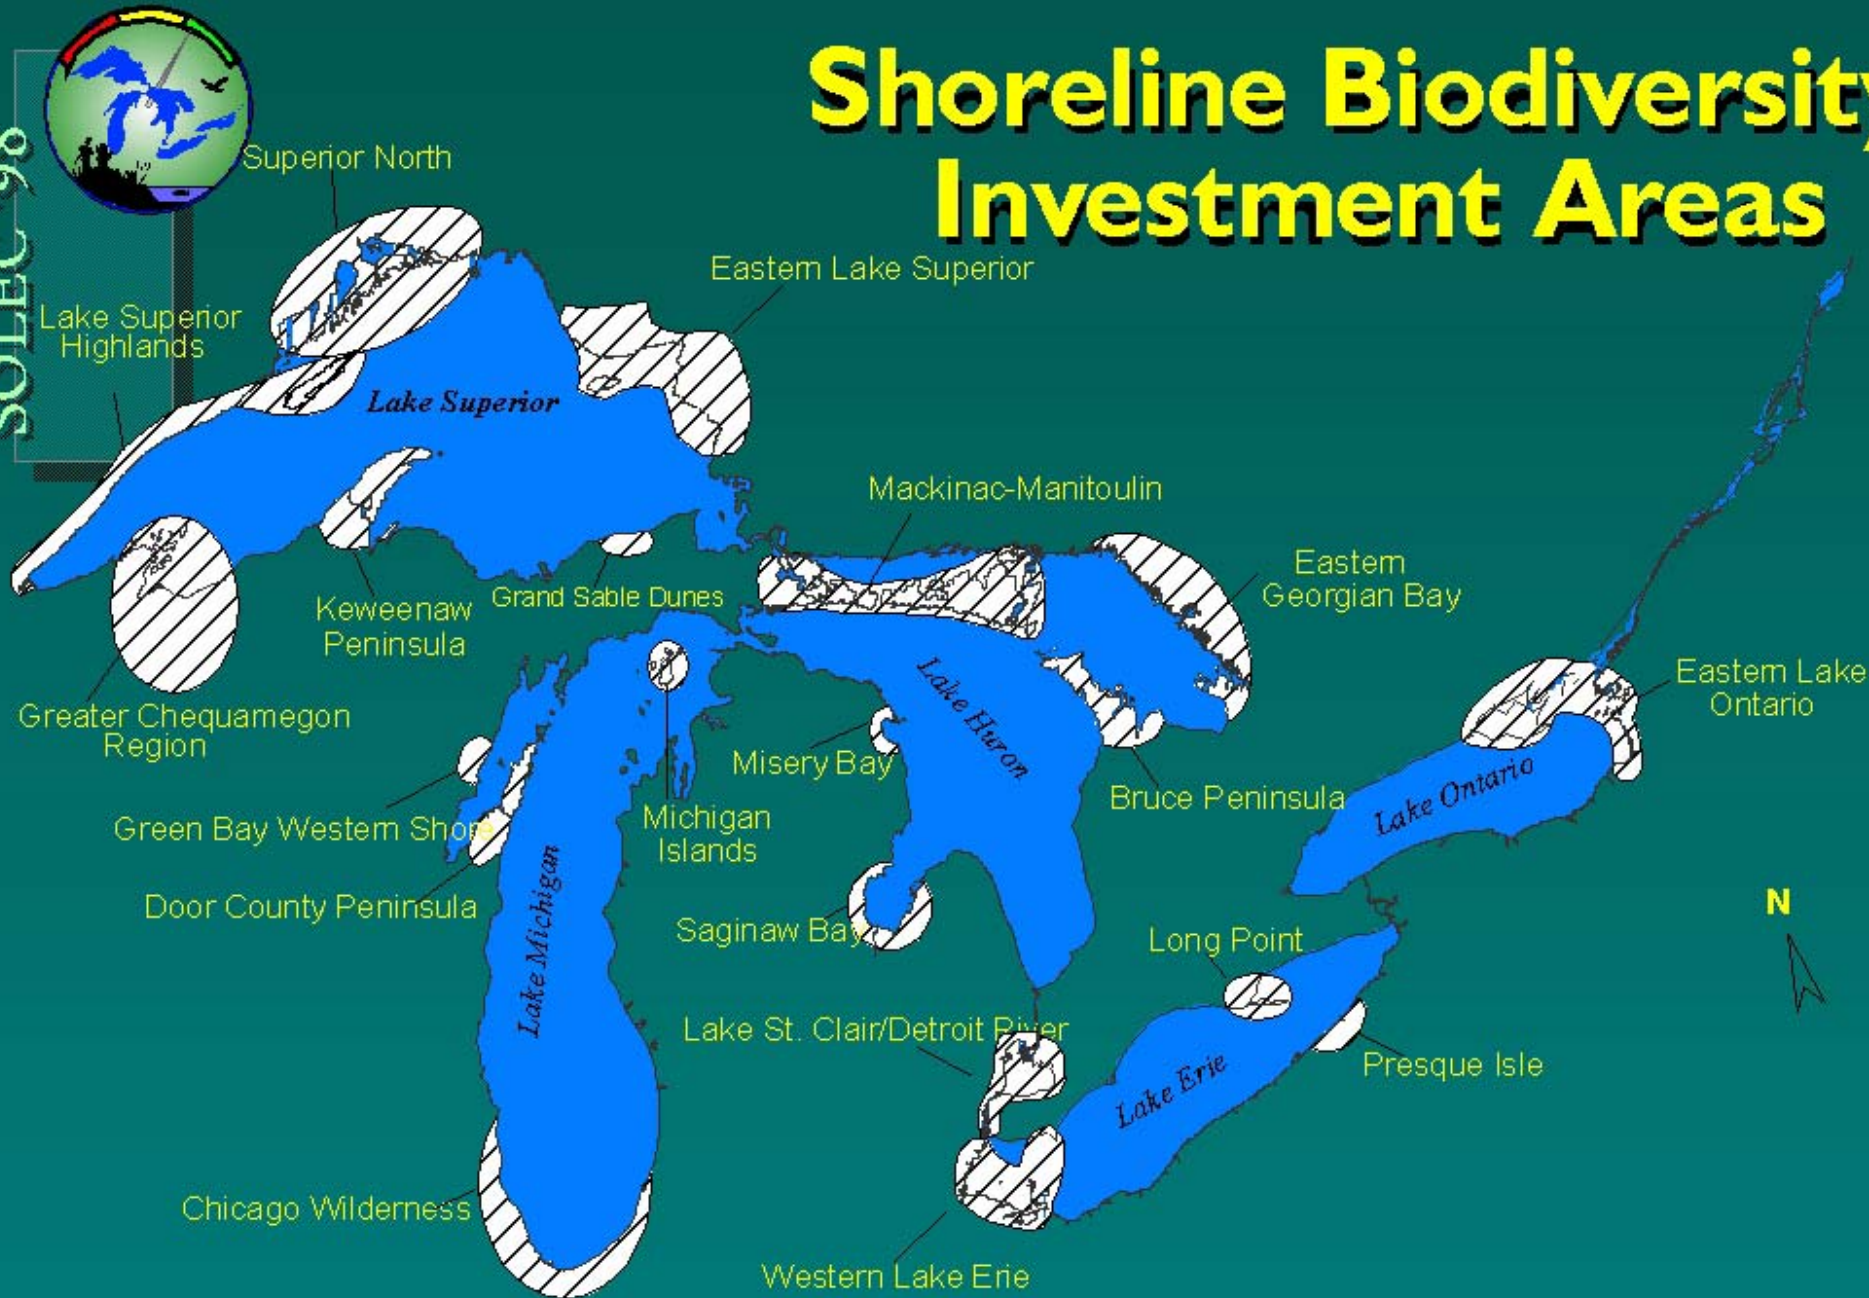 Shoreline Biodiversity
Investment Areas
SOLEC '98
Superior North
Eastern Lake Superior
Lake Superior
Highlands
Lake Superior
Mackinac-Manitoulin
Eastern
Georgian Bay
Keweenaw
Peninsula
Grand Sable Dunes
Greater Chequamegon
Region
Lake Huron
Eastern Lake
Ontario
Misery Bay
Bruce Peninsula
Lake Ontario
Green Bay Western Shore
Michigan
Islands
Door County Peninsula
Lake Michigan
Saginaw Bay
Long Point
N
Lake St. Clair/Detroit River
Lake Erie
Presque Isle
Chicago Wilderness
Western Lake Erie